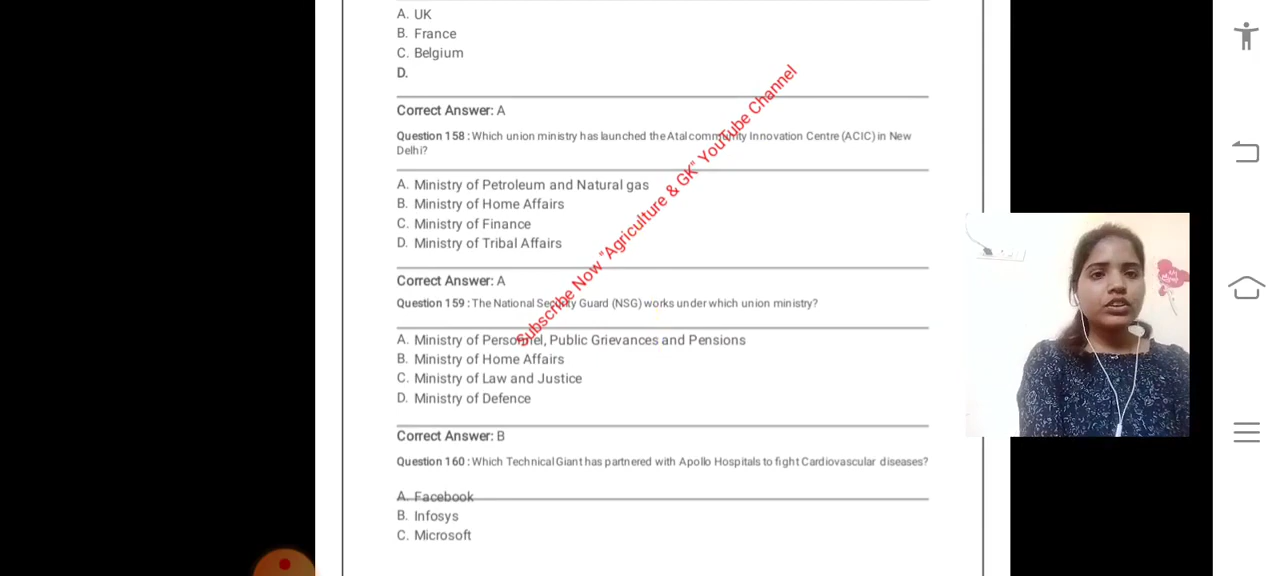 A. UK
B. France
C. Belgium
D.
Correct Answer: A
Question 158 : Which union ministry has launched the Atal community Innovation Centre (ACIC) in New
Delhi?
A. Ministry of Petroleum and Natural gas
B. Ministry of Home Affairs
C. Ministry of Finance
D. Ministry of Tribal Affairs
Correct Answer: A
Question 159 : The National Security Guard (NSG) works under which union ministry?
A. Ministry of Personnel, Public Grievances and Pensions
B. Ministry of Home Affairs
C. Ministry of Law and Justice
D. Ministry of Defence
Correct Answer: B
Question 160 : Which Technical Giant has partnered with Apollo Hospitals to fight Cardiovascular diseases?
A. Facebook
B. Infosys
C. Microsoft
Subscribe Now "Agriculture & GK" YouTube Channel